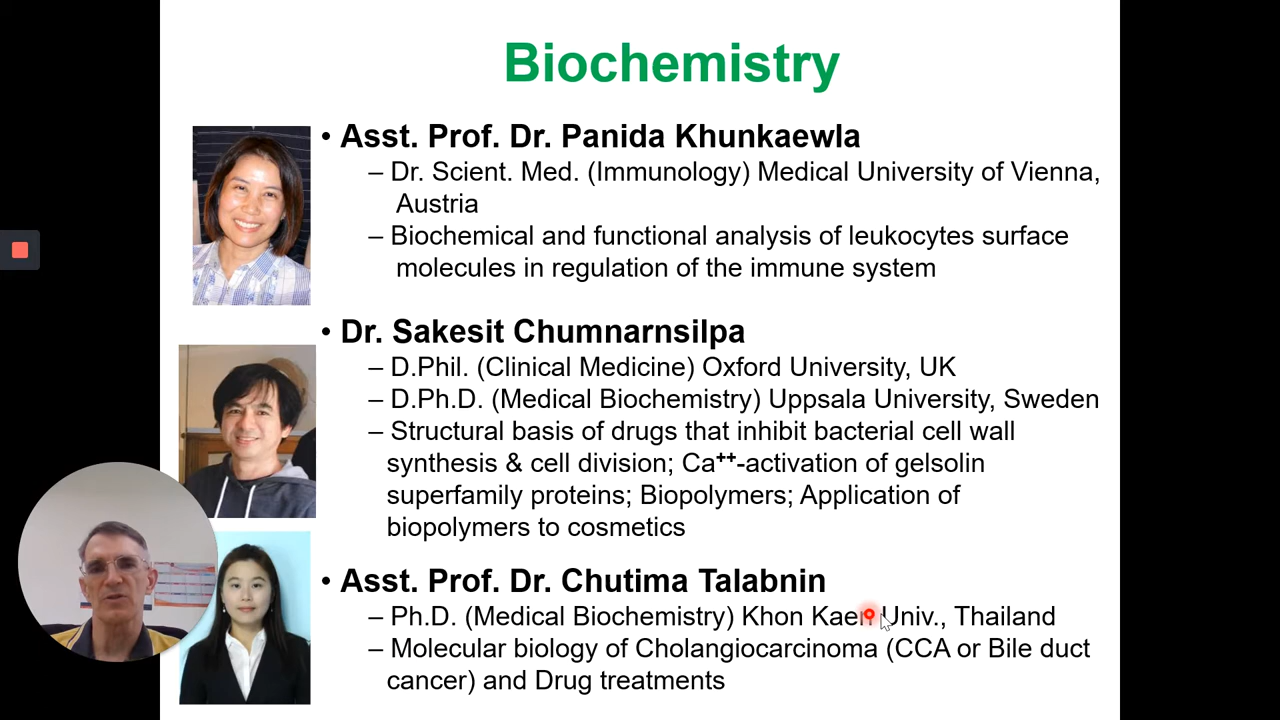 Biochemistry
• Asst. Prof. Dr. Panida Khunkaewla
– Dr. Scient. Med. (Immunology) Medical University of Vienna,
Austria
– Biochemical and functional analysis of leukocytes surface
molecules in regulation of the immune system
• Dr. Sakesit Chumnarnsilpa
– D.Phil. (Clinical Medicine) Oxford University, UK
– D.Ph.D. (Medical Biochemistry) Uppsala University, Sweden
– Structural basis of drugs that inhibit bacterial cell wall
synthesis & cell division; Ca⁺⁺-activation of gelsolin
superfamily proteins; Biopolymers; Application of
biopolymers to cosmetics
• Asst. Prof. Dr. Chutima Talabnin
– Ph.D. (Medical Biochemistry) Khon Kaen Univ., Thailand
– Molecular biology of Cholangiocarcinoma (CCA or Bile duct
cancer) and Drug treatments